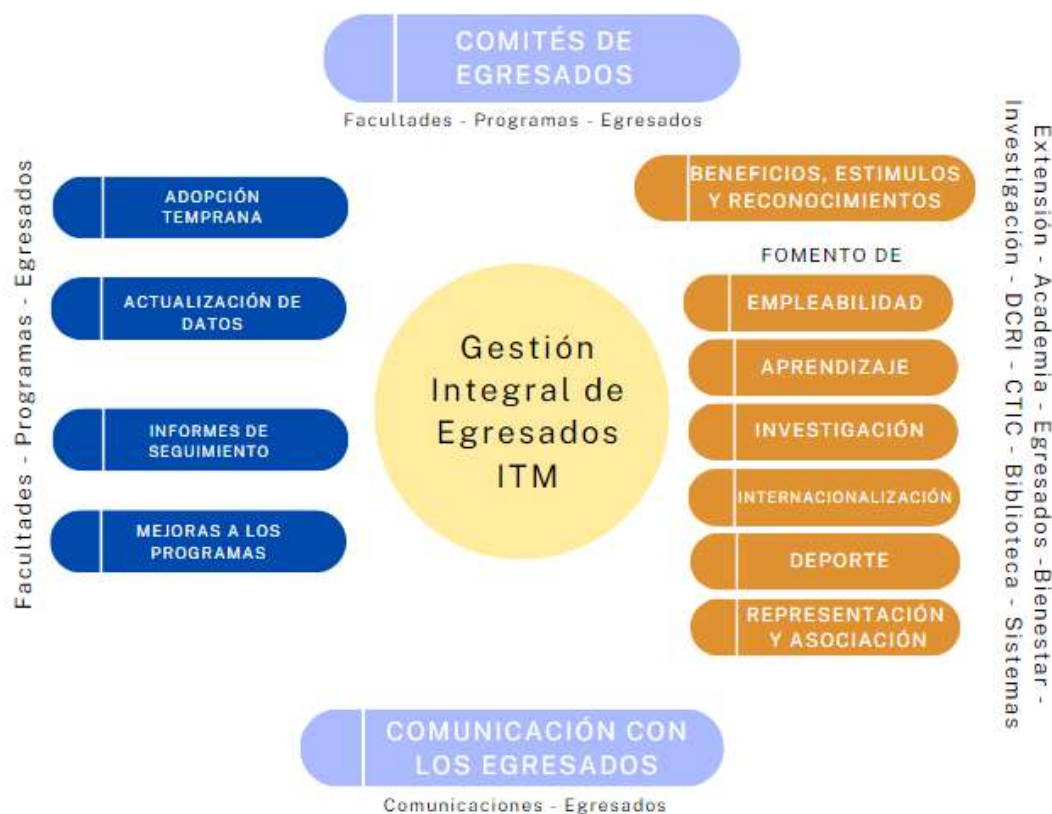 COMITÉS DE
EGRESADOS
Facultades - Programas - Egresados
Facultades - Programas - Egresados
ADOPCIÓN
TEMPRANA
ACTUALIZACIÓN DE
DATOS
INFORMES DE
SEGUIMIENTO
MEJORAS A LOS
PROGRAMAS
Gestión
Integral de
Egresados
ITM
BENEFICIOS, ESTIMULOS
Y RECONOCIMIENTOS
FOMENTO DE
EMPLEABILIDAD
APRENDIZAJE
INVESTIGACIÓN
INTERNACIONALIZACIÓN
DEPORTE
REPRESENTACIÓN
Y ASOCIACIÓN
Extensión - Academia - Egresados -Bienestar -
Investigación - DCRI - CTIC - Biblioteca - Sistemas
COMUNICACIÓN CON
LOS EGRESADOS
Comunicaciones - Egresados